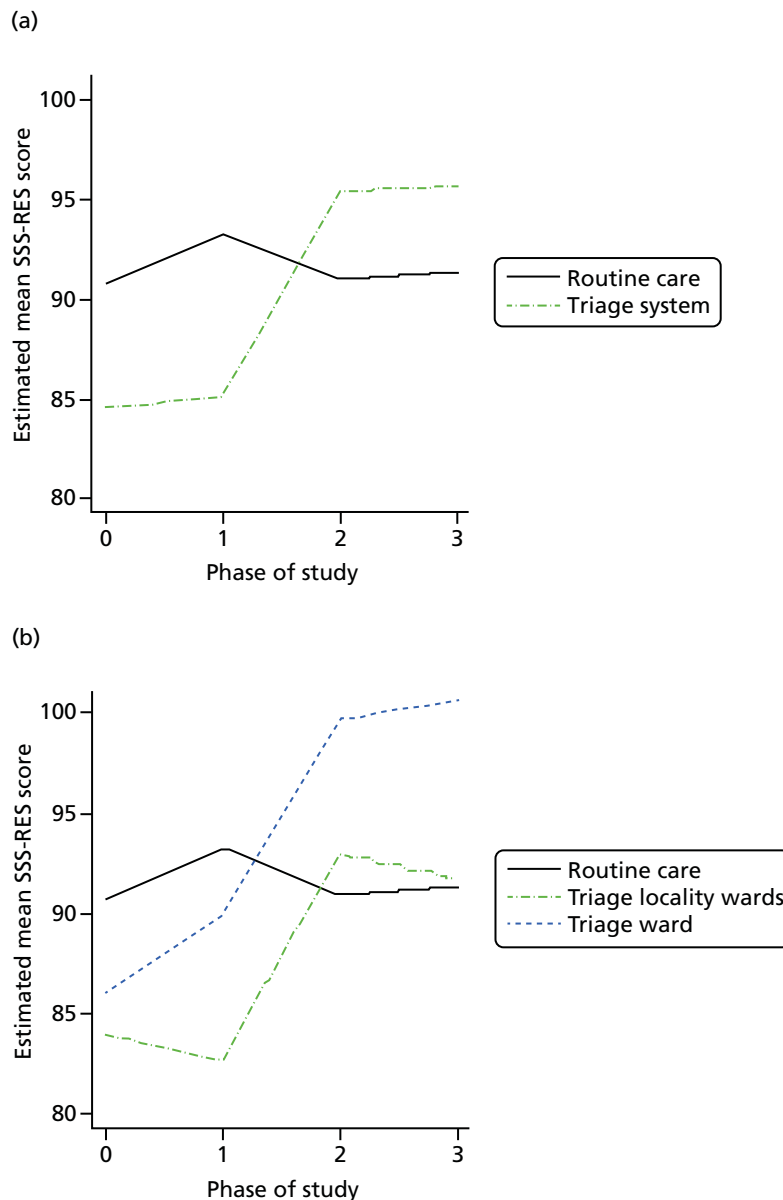 (a)
100
95
90
85
80
Estimated mean SSS-RES score
0 1 2 3
Phase of study
Routine care
Triage system
(b)
100
95
90
85
80
Estimated mean SSS-RES score
0 1 2 3
Phase of study
Routine care
Triage locality wards
Triage ward